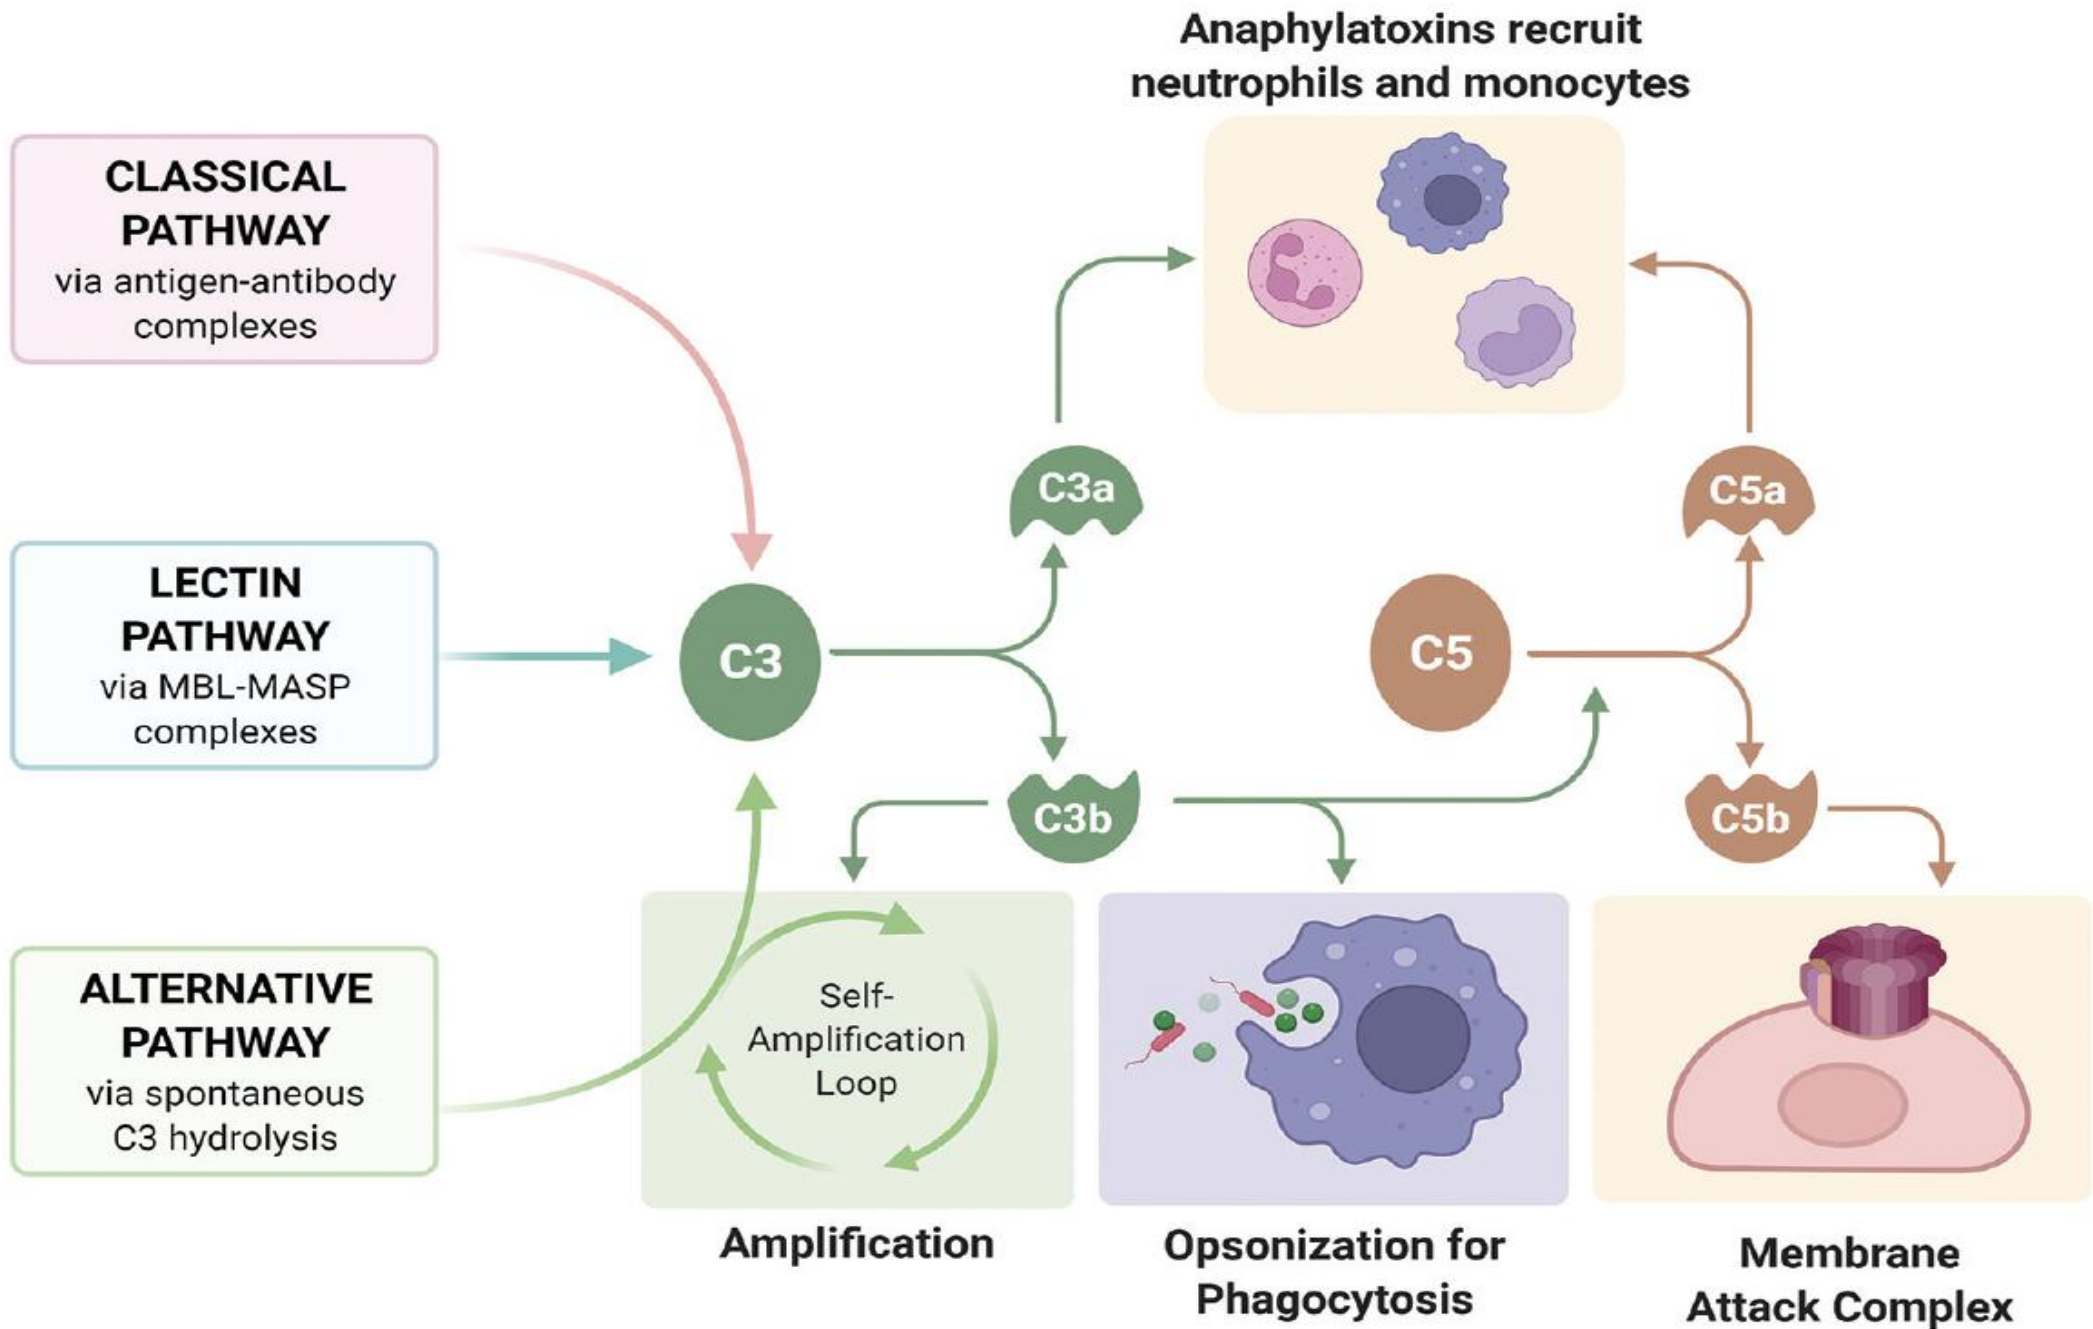 Anaphylatoxins recruit
neutrophils and monocytes
CLASSICAL
PATHWAY
via antigen-antibody
complexes
LECTIN
PATHWAY
via MBL-MASP
complexes
ALTERNATIVE
PATHWAY
via spontaneous
C3 hydrolysis
C3
C3a
C3b
C5
C5a
C5b
Self-
Amplification
Loop
Amplification
Opsonization for
Phagocytosis
Membrane
Attack Complex